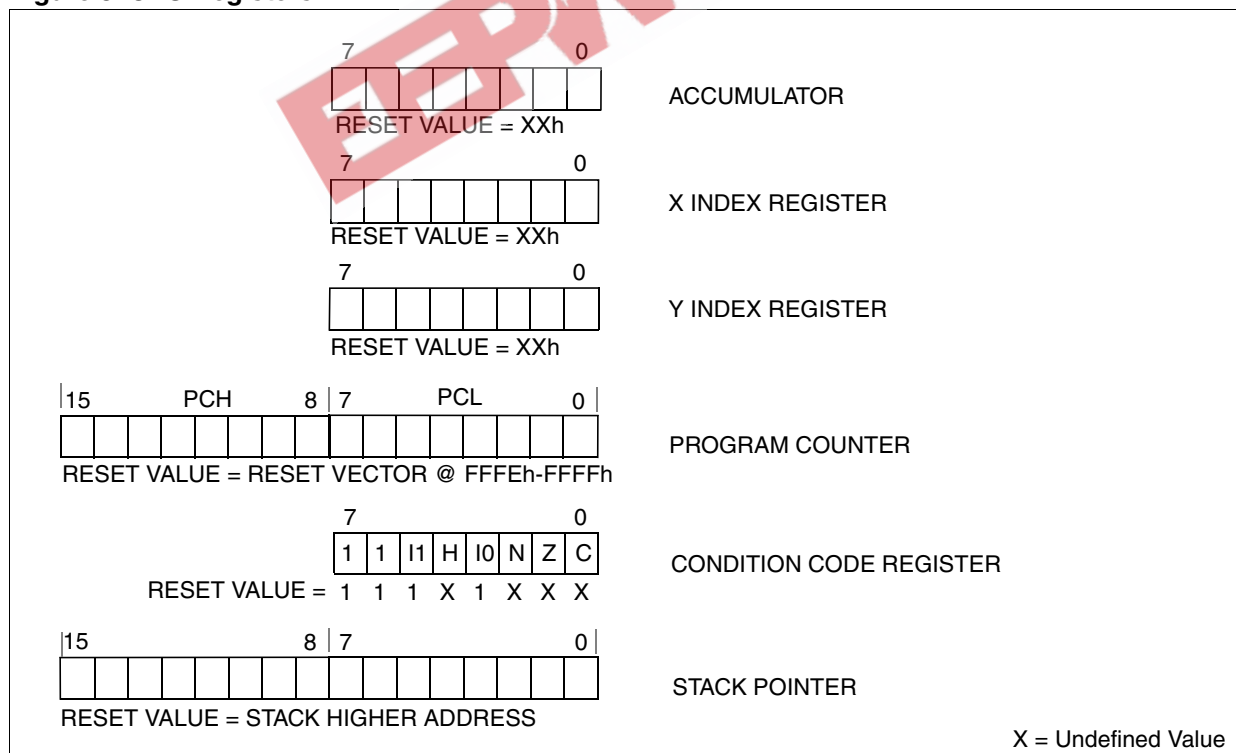 7 0
ACCUMULATOR
RESET VALUE = XXh
7 0
X INDEX REGISTER
RESET VALUE = XXh
7 0
Y INDEX REGISTER
RESET VALUE = XXh
15 PCH 8 7 PCL 0
PROGRAM COUNTER
RESET VALUE = RESET VECTOR @ FFFEh-FFFFh
7 0
1 1 I1 H I0 N Z C
CONDITION CODE REGISTER
RESET VALUE = 1 1 1 X 1 X X X
15 8 7 0
STACK POINTER
RESET VALUE = STACK HIGHER ADDRESS
X = Undefined Value